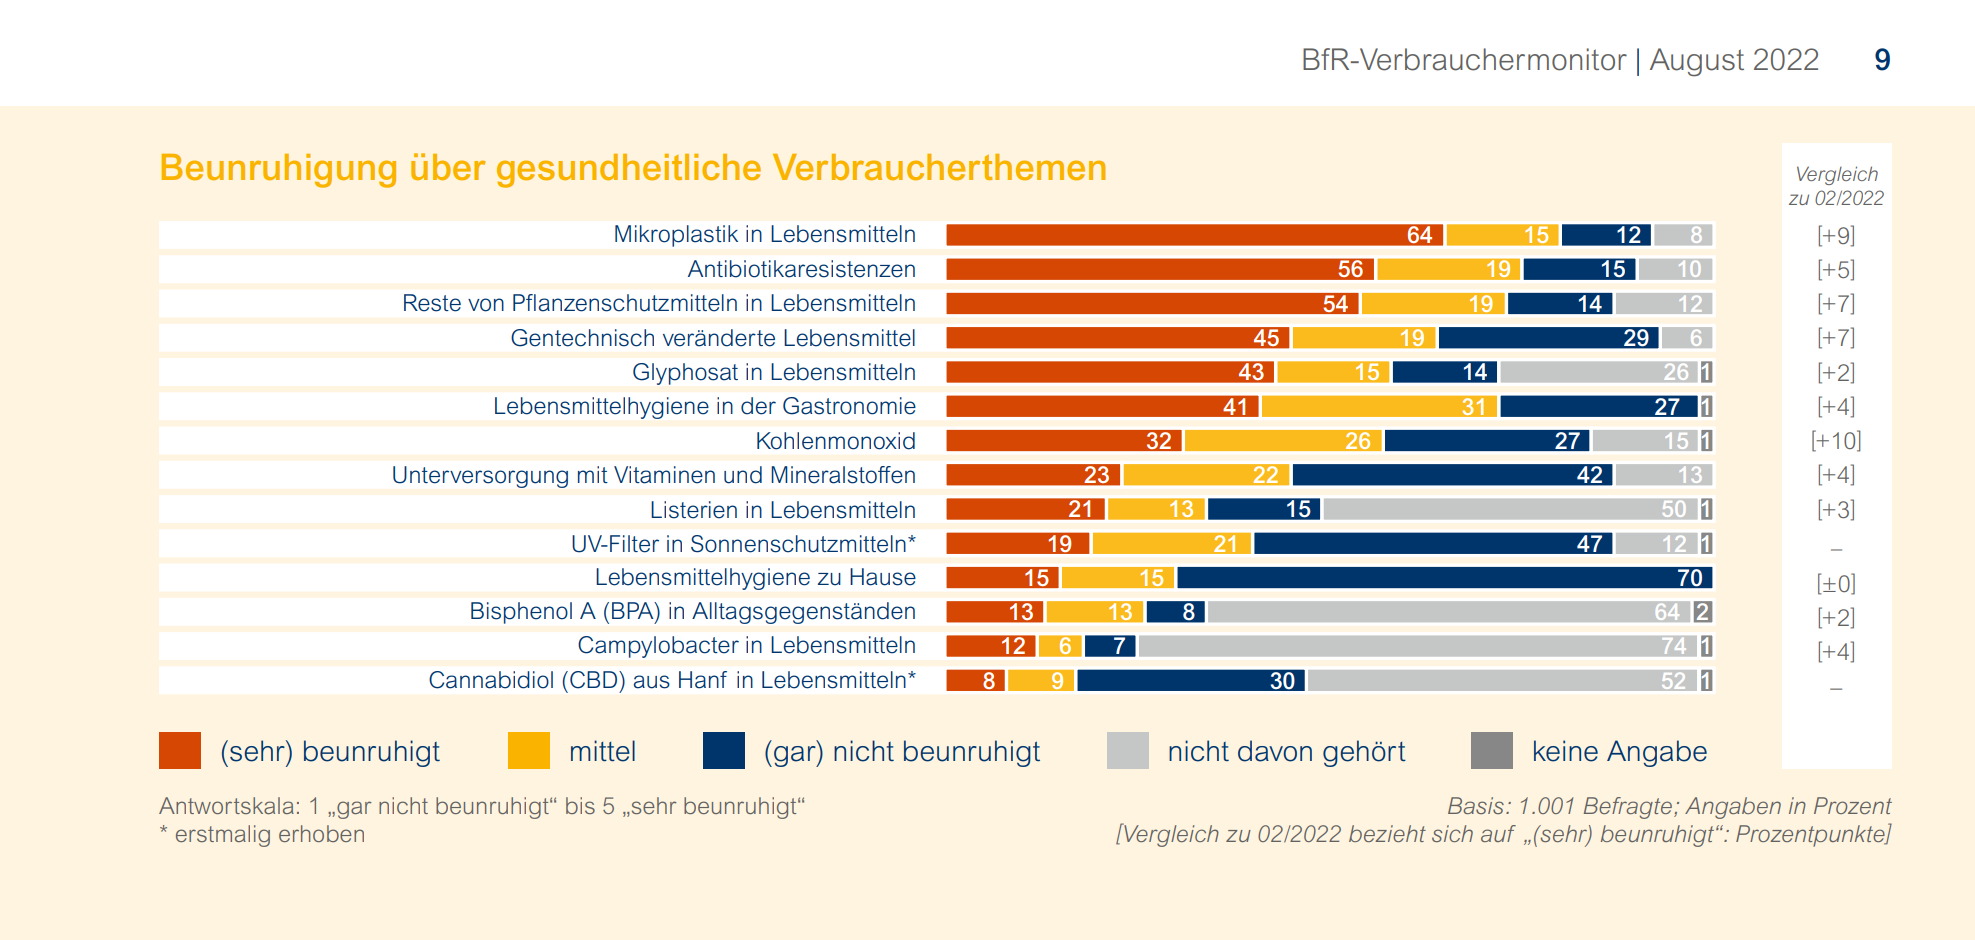 BfR-Verbrauchermonitor | August 2022 9
Beunruhigung über gesundheitliche Verbraucherthemen
Vergleich
zu 02/2022
Mikroplastik in Lebensmitteln 64 15 12 8 [+9]
Antibiotikaresistenzen 56 19 15 10 [+5]
Reste von Pflanzenschutzmitteln in Lebensmitteln 54 19 14 12 [+7]
Gentechnisch veränderte Lebensmittel 45 19 29 6 [+7]
Glyphosat in Lebensmitteln 43 15 14 26 1 [+2]
Lebensmittelhygiene in der Gastronomie 41 31 27 1 [+4]
Kohlenmonoxid 32 26 27 15 1 [+10]
Unterversorgung mit Vitaminen und Mineralstoffen 23 22 42 13 [+4]
Listerien in Lebensmitteln 21 13 15 50 1 [+3]
UV-Filter in Sonnenschutzmitteln* 19 21 47 12 1 –
Lebensmittelhygiene zu Hause 15 15 70 [±0]
Bisphenol A (BPA) in Alltagsgegenständen 13 13 8 64 2 [+2]
Campylobacter in Lebensmitteln 12 6 7 74 1 [+4]
Cannabidiol (CBD) aus Hanf in Lebensmitteln* 8 9 30 52 1 –
(sehr) beunruhigt mittel (gar) nicht beunruhigt nicht davon gehört keine Angabe
Antwortskala: 1 „gar nicht beunruhigt“ bis 5 „sehr beunruhigt“ Basis: 1.001 Befragte; Angaben in Prozent
* erstmalig erhoben [Vergleich zu 02/2022 bezieht sich auf „(sehr) beunruhigt“: Prozentpunkte]